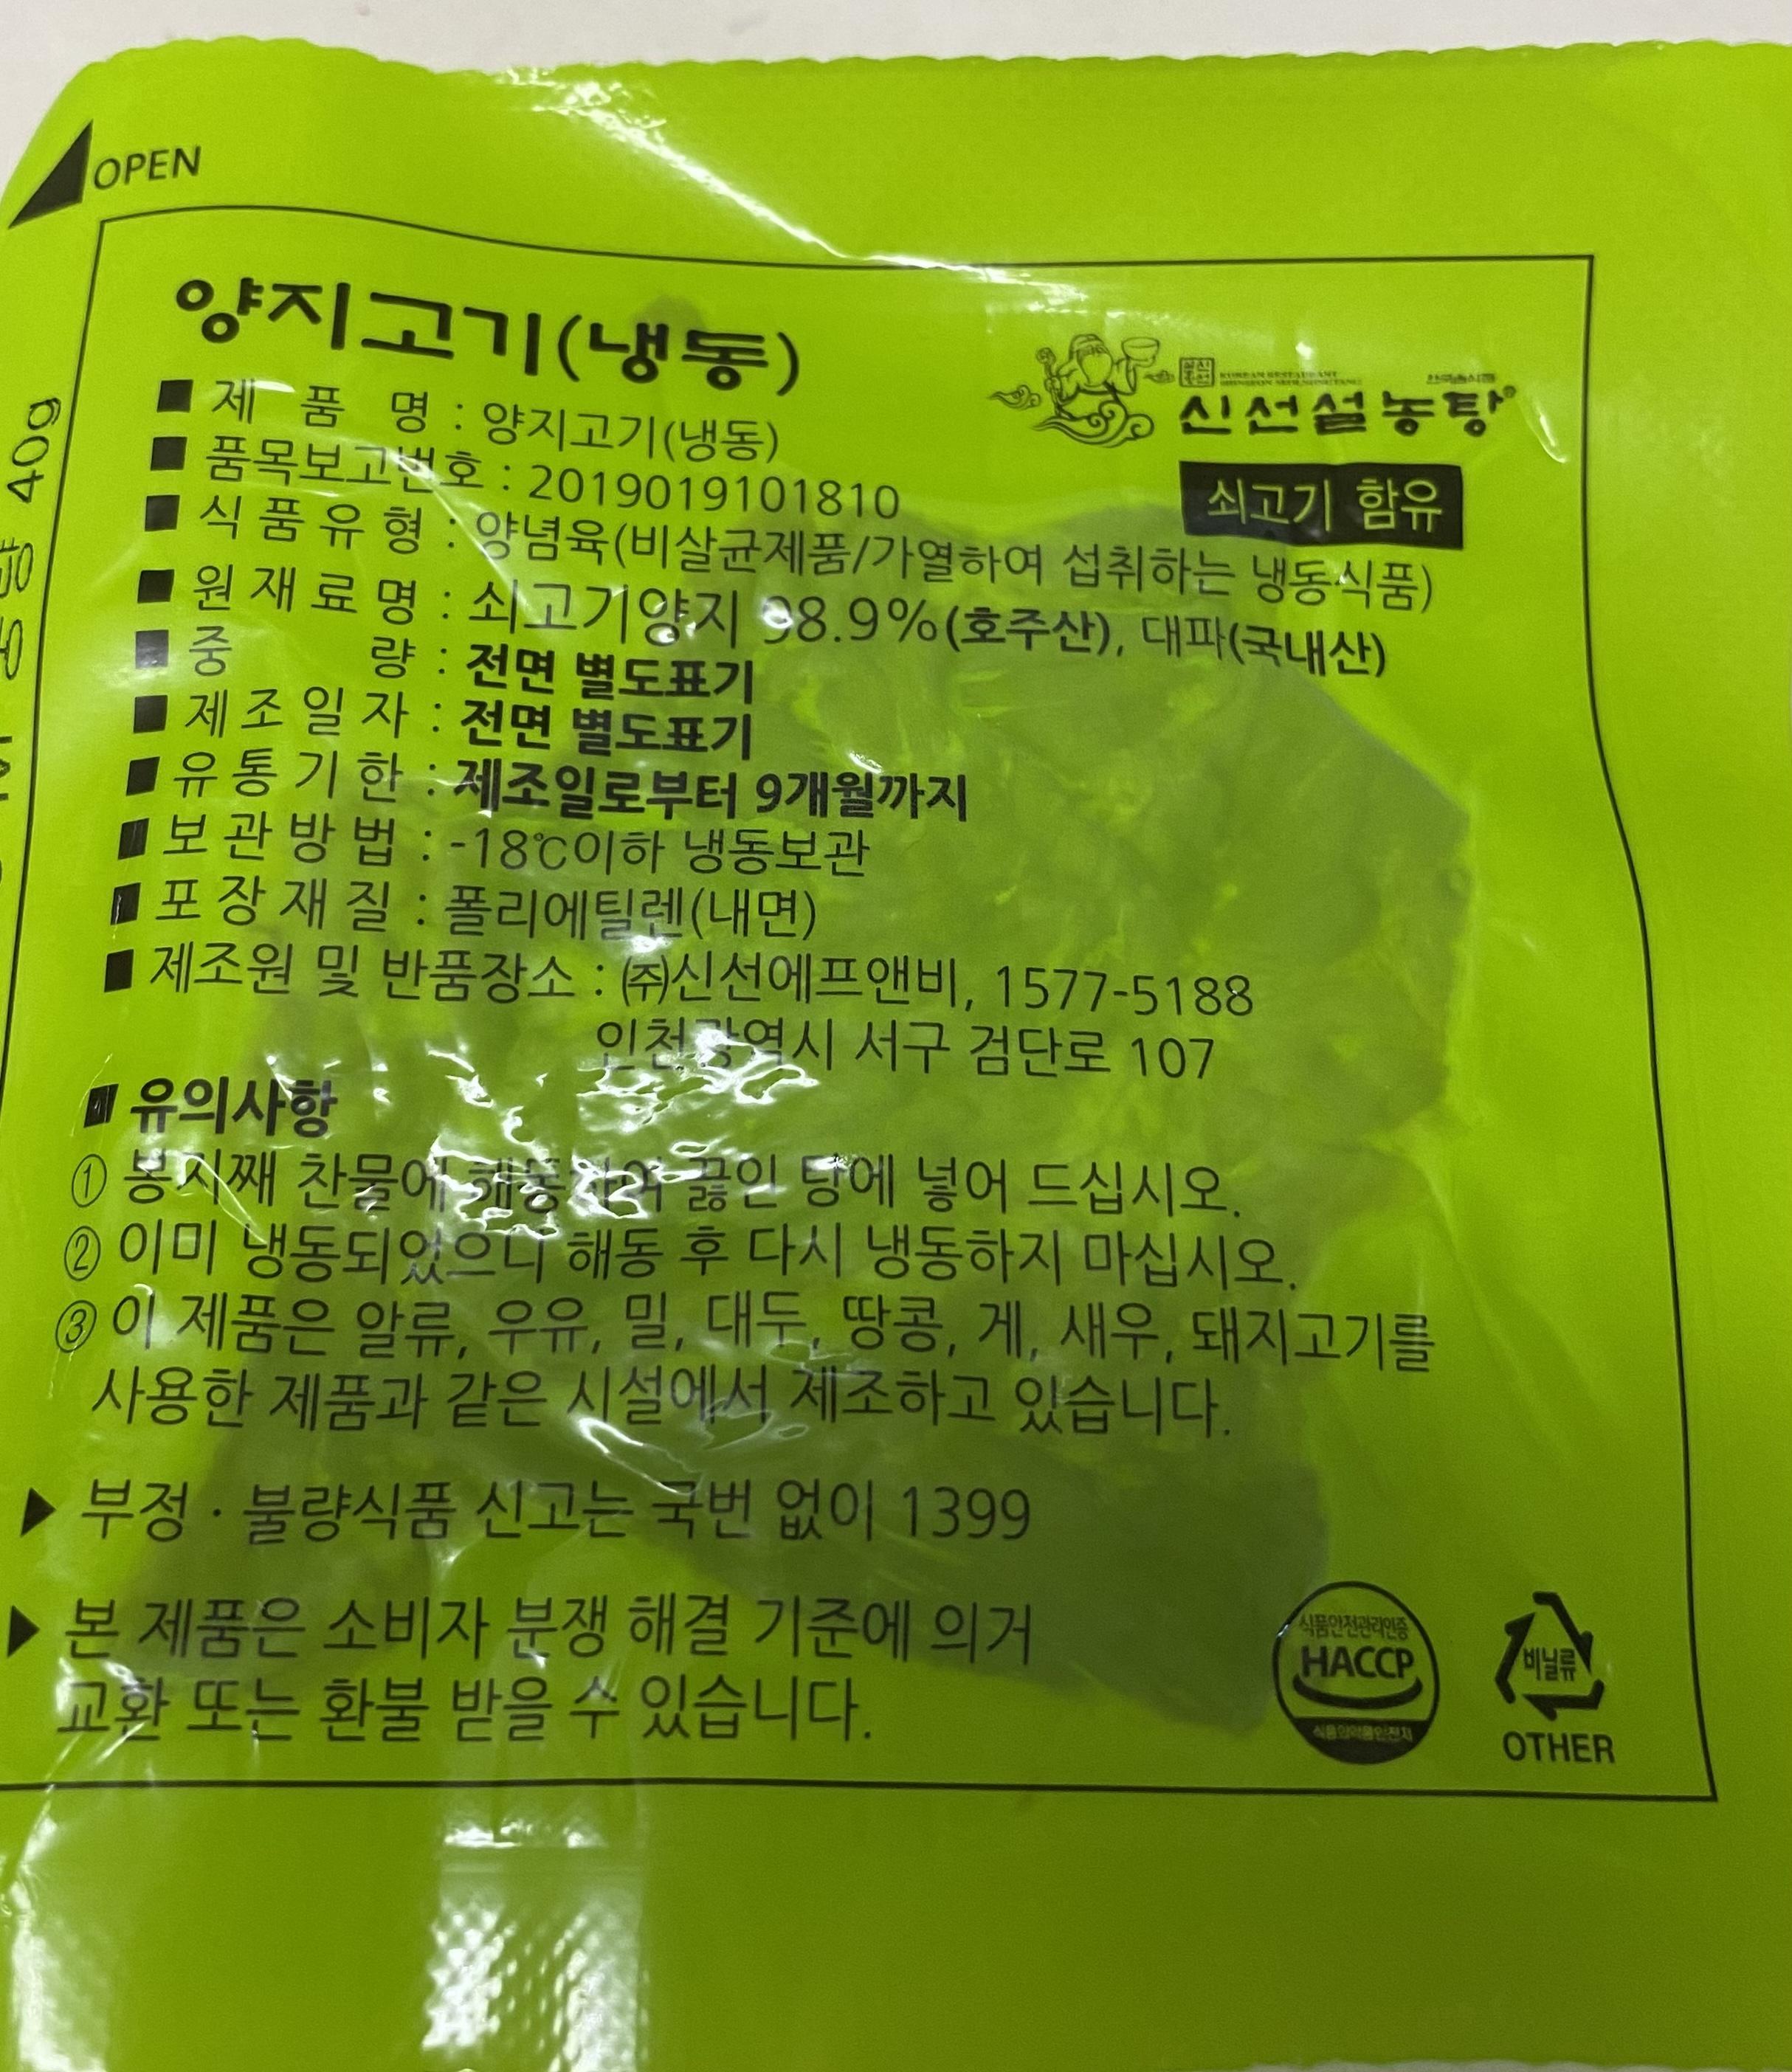 OPEN
양지고기(냉동)
신선설농탕
쇠고기 함유
■ 제 품 명 : 양지고기(냉동)
■ 품목보고번호 : 2019019101810
■ 식품유형 : 양념육(비살균제품/가열하여 섭취하는 냉동식품)
■ 원재료명 : 쇠고기양지 98.9%(호주산), 대파(국내산)
■ 중 량 : 전면 별도표기
■ 제조일자 : 전면 별도표기
■ 유통기한 : 제조일로부터 9개월까지
■ 보관방법 : -18℃이하 냉동보관
■ 포장재질 : 폴리에틸렌(내면)
■ 제조원 및 반품장소 : ㈜신선에프앤비, 1577-5188
인천광역시 서구 검단로 107
■ 유의사항
① 봉지째 찬물에 해동하여 끓인 탕에 넣어 드십시오.
② 이미 냉동되었으니 해동 후 다시 냉동하지 마십시오.
③ 이 제품은 알류, 우유, 밀, 대두, 땅콩, 게, 새우, 돼지고기를
사용한 제품과 같은 시설에서 제조하고 있습니다.
▶ 부정·불량식품 신고는 국번 없이 1399
▶ 본 제품은 소비자 분쟁 해결 기준에 의거
교환 또는 환불 받을 수 있습니다.
식품안전관리인증
HACCP
식품의약품안전처
비닐류
OTHER
40g